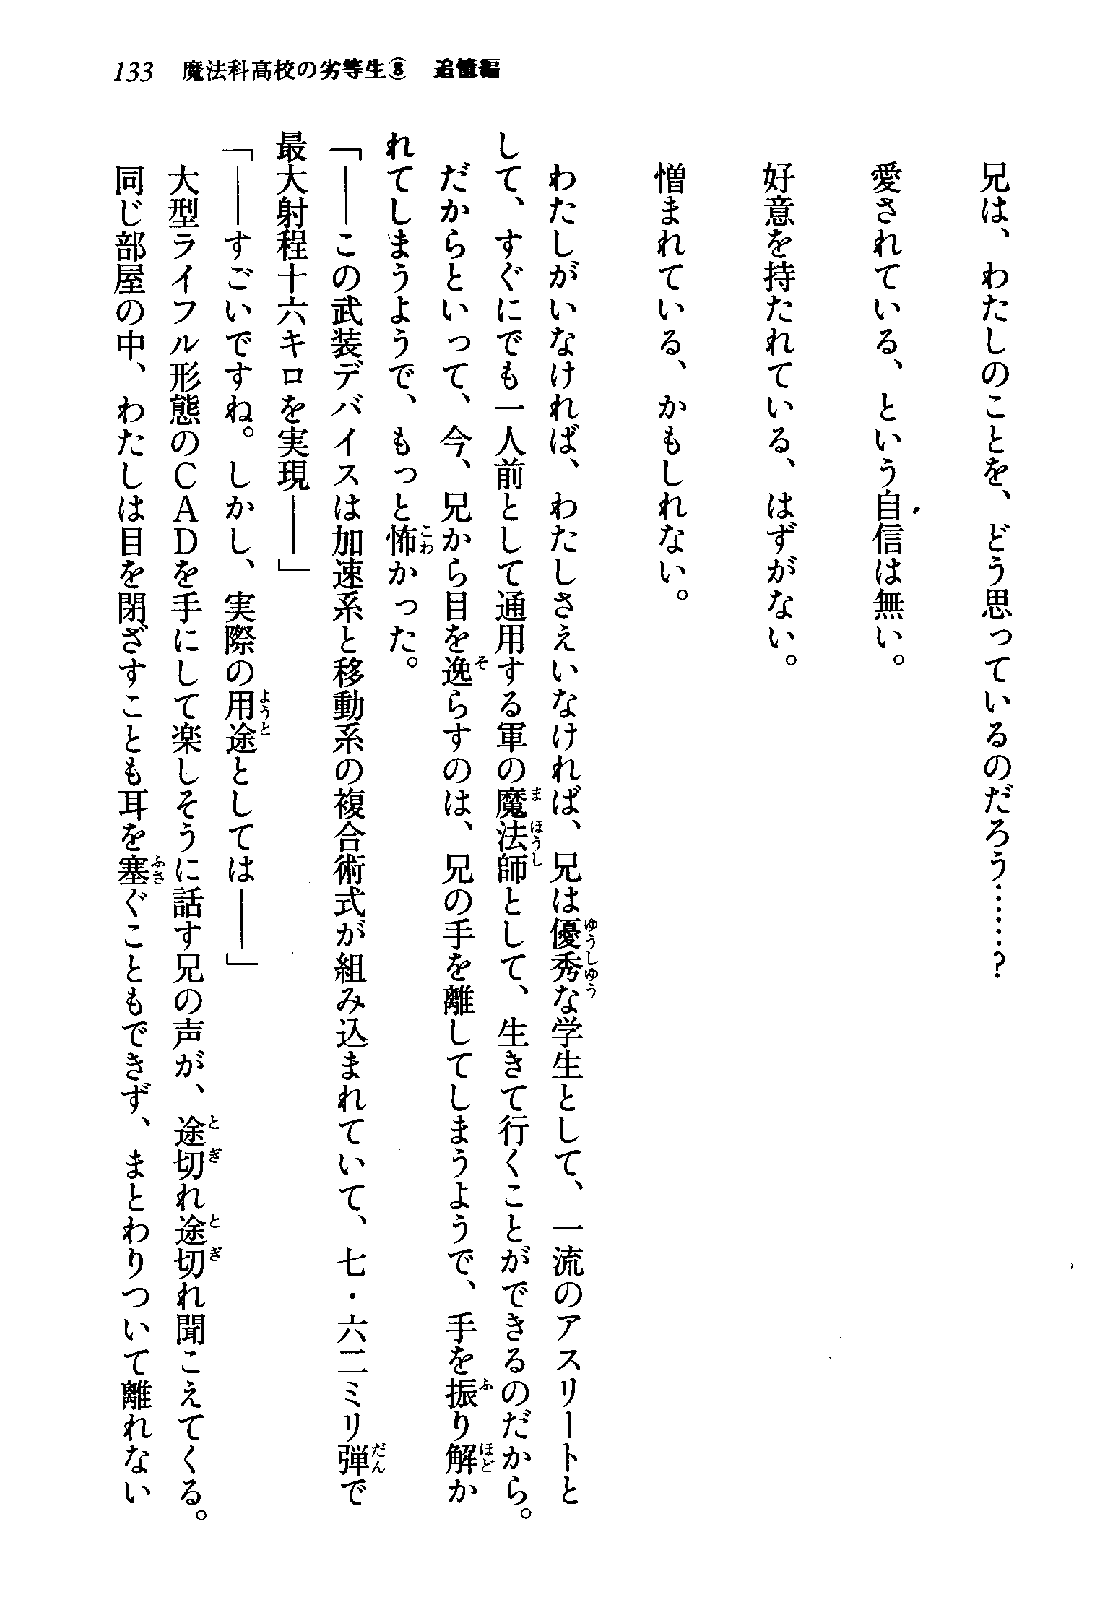 133 魔法科高校の劣等生⑧ 追憶編
兄は、わたしのことを、どう思っているのだろう……?
愛されている、という自信は無い。
好意を持たれている、はずがない。
憎まれている、かもしれない。
わたしがいなければ、わたしさえいなければ、兄は優秀な学生として、一流のアスリートと
して、すぐにでも一人前として通用する軍の魔法師として、生きて行くことができるのだから。
だからといって、今、兄から目を逸らすのは、兄の手を離してしまうようで、手を振り解か
れてしまうようで、もっと怖かった。
「――この武装デバイスは加速系と移動系の複合術式が組み込まれていて、七・六二ミリ弾で
最大射程十六キロを実現――」
「――すごいですね。しかし、実際の用途としては――」
大型ライフル形態のCADを手にして楽しそうに話す兄の声が、途切れ途切れ聞こえてくる。
同じ部屋の中、わたしは目を閉ざすことも耳を塞ぐこともできず、まとわりついて離れない